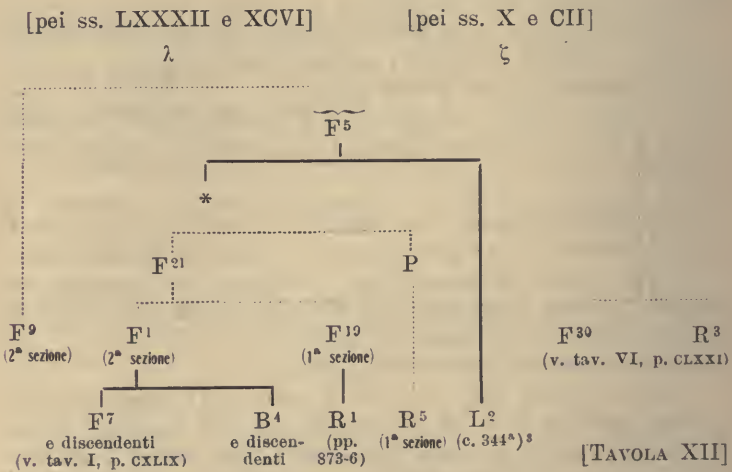 [pei ss. LXXXII e XCVI] [pei ss. X e CII]
λ ζ
F⁵
*
F²¹ P
F⁹ F¹ F¹⁹ F³⁰ R³
(2ª sezione) (2ª sezione) (1ª sezione) (v. tav. VI, p. CLXXI)
F⁷ B⁴ R¹ R⁵ L²
e discendenti e discen- (pp. (1ª sezione) (c. 344ª)³
(v. tav. I, p. CXLIX) denti 873-6) [TAVOLA XII]